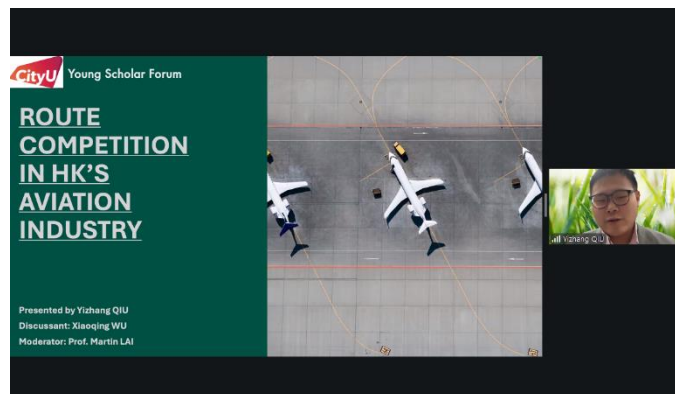 CityU Young Scholar Forum
ROUTE
COMPETITION
IN HK'S
AVIATION
INDUSTRY
Presented by Yizhang QIU
Discussant: Xiaoqing WU
Moderator: Prof. Martin LAI
Yizhang QIU